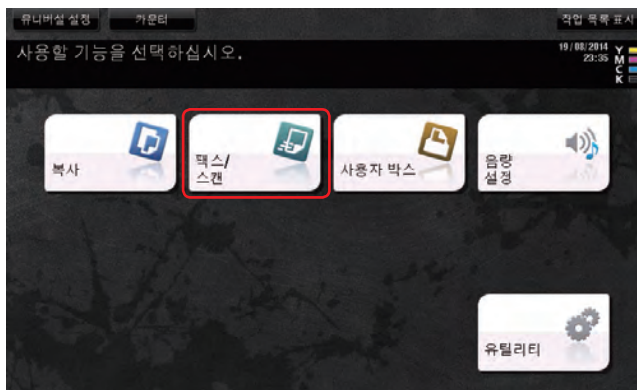 유니버설 설정 카운터 작업 목록 표시
사용할 기능을 선택하십시오.
19/08/2014
23:35
Y
M
C
K
복사
팩스/
스캔
사용자 박스
음량
설정
유틸리티